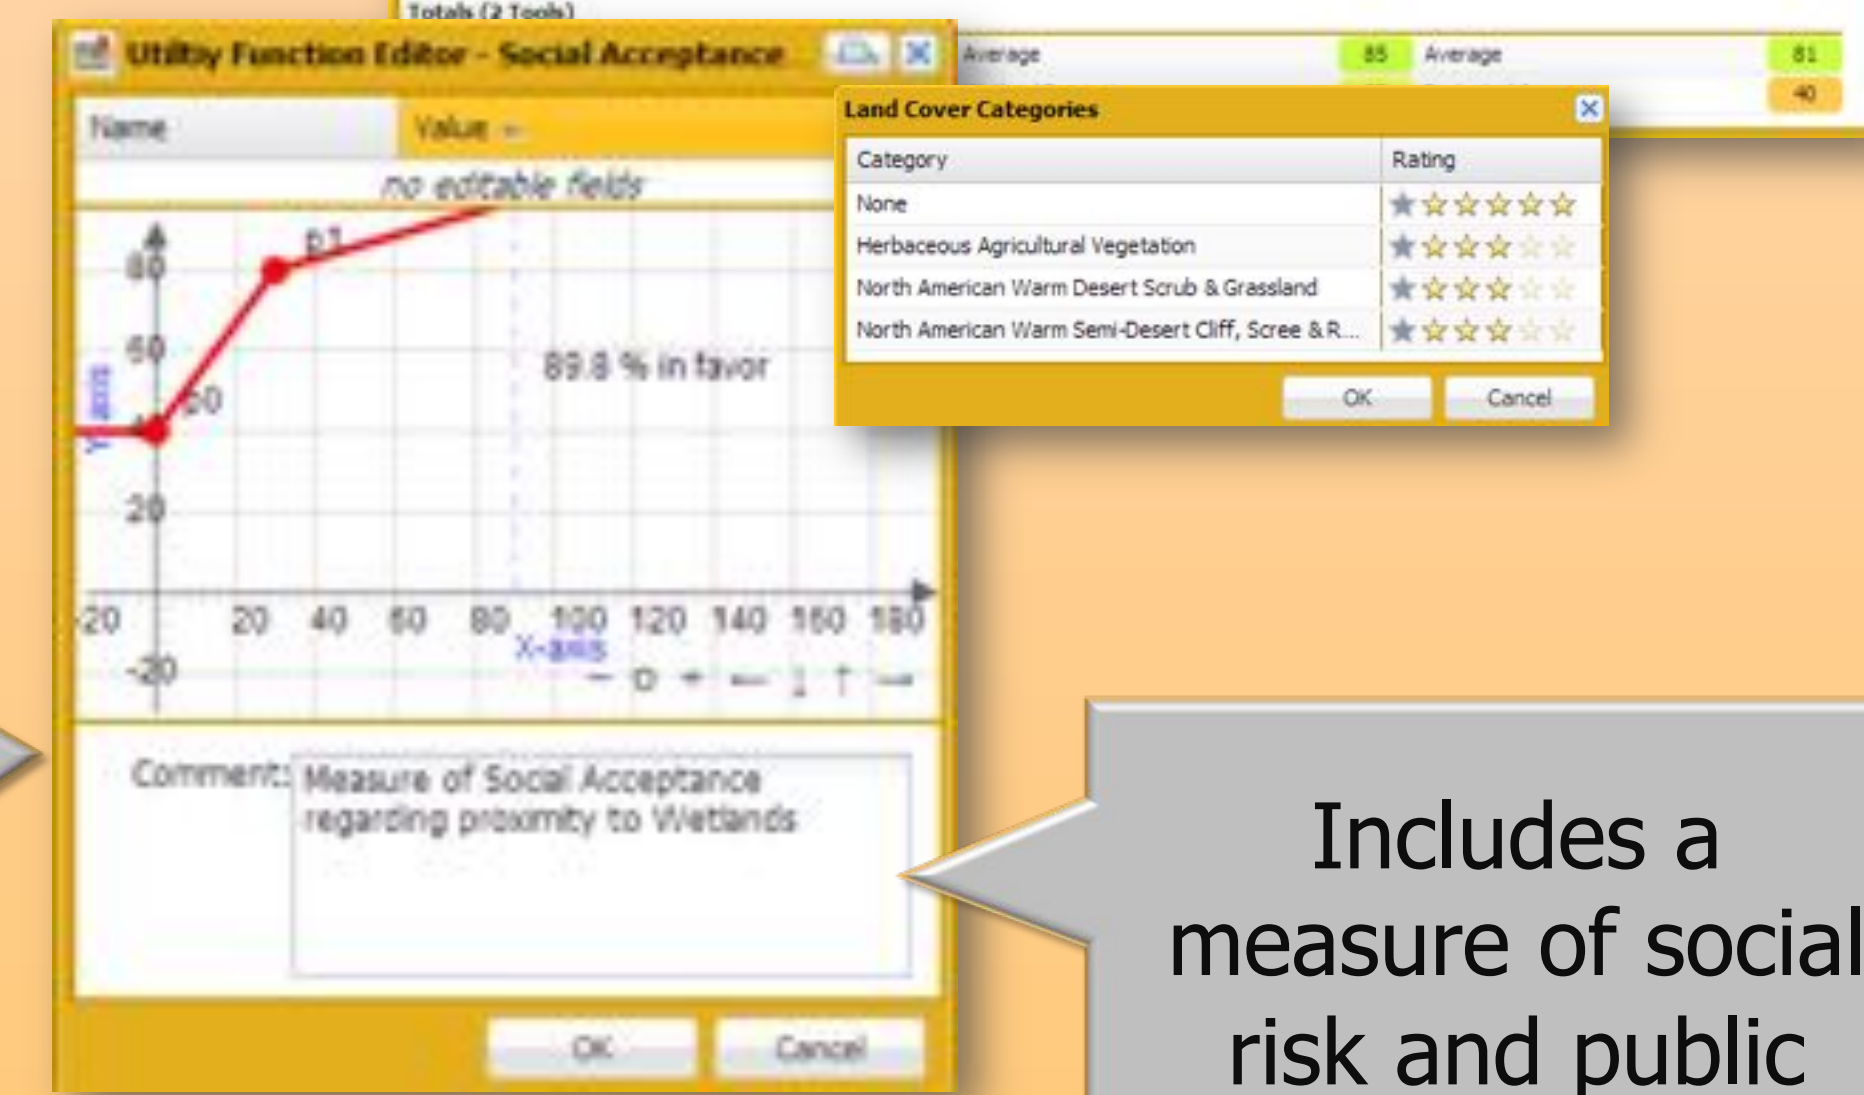 Totals (2 Tools)
Average 85 Average 81
40
Utiltiy Function Editor - Social Acceptance
Name Value
no editable fields
p1
80
60
89.8 % in favor
p0
Y axis
20
-20 20 40 60 80 100 120 140 160 180
X-axis
-20
− o + ← ↓ ↑ →
Comment: Measure of Social Acceptance
regarding proximity to Wetlands
OK Cancel
Land Cover Categories
Category Rating
None
Herbaceous Agricultural Vegetation
North American Warm Desert Scrub & Grassland
North American Warm Semi-Desert Cliff, Scree & R...
OK Cancel
Includes a
measure of social
risk and public